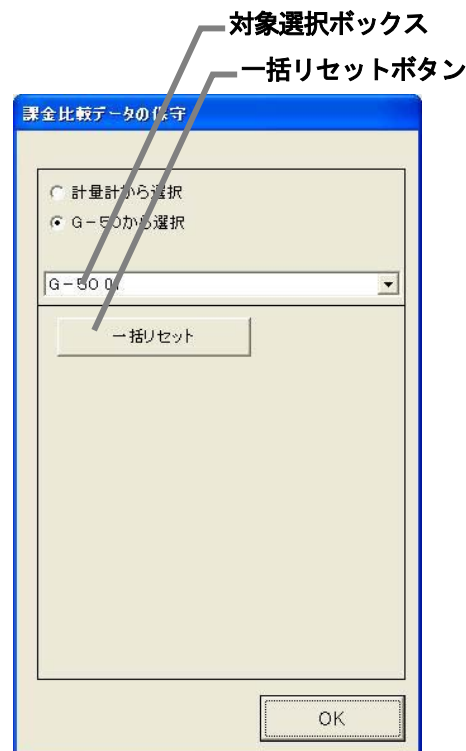 対象選択ボックス
一括リセットボタン
課金比較データの保守
計量計から選択
G-50から選択
G-50 01
一括リセット
OK